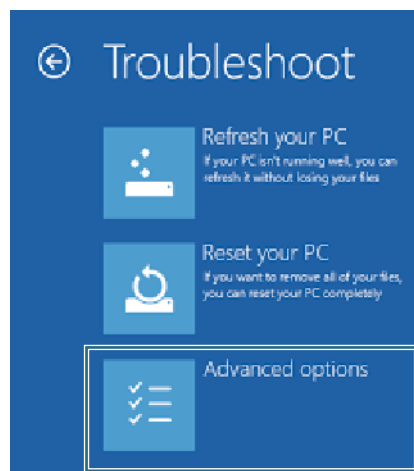 Troubleshoot
Refresh your PC
If your PC isn't running well, you can
refresh it without losing your files
Reset your PC
If you want to remove all of your files,
you can reset your PC completely
Advanced options